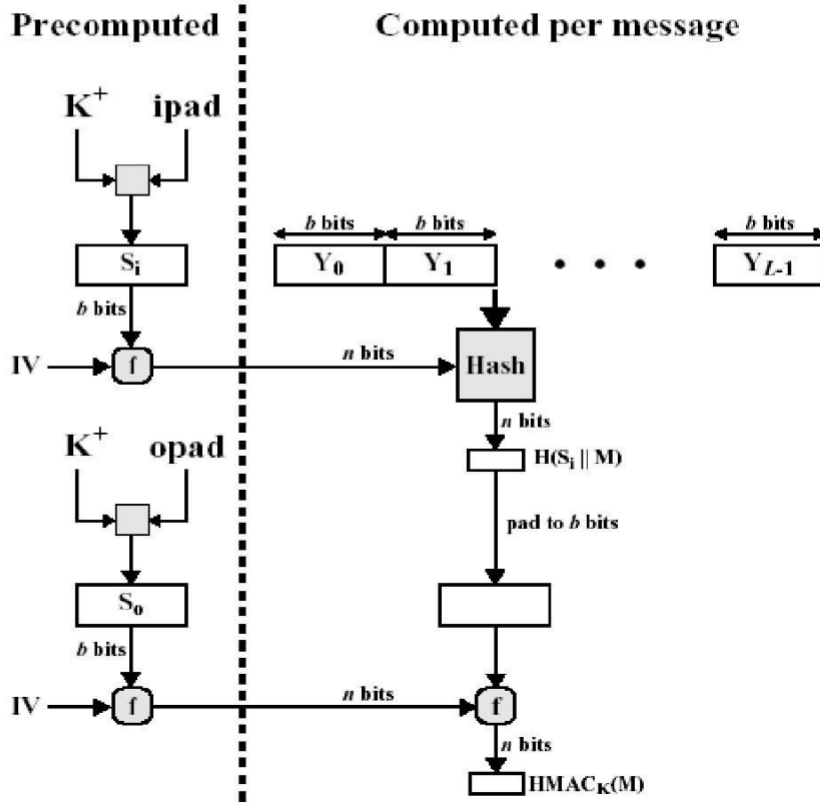 Precomputed
Computed per message
K+ ipad
b bits b bits b bits
Si
Y0 Y1 • • • YL-1
b bits
IV f n bits Hash
n bits
K+ opad
H(Si || M)
pad to b bits
So
b bits
IV f n bits f
n bits
HMACK(M)